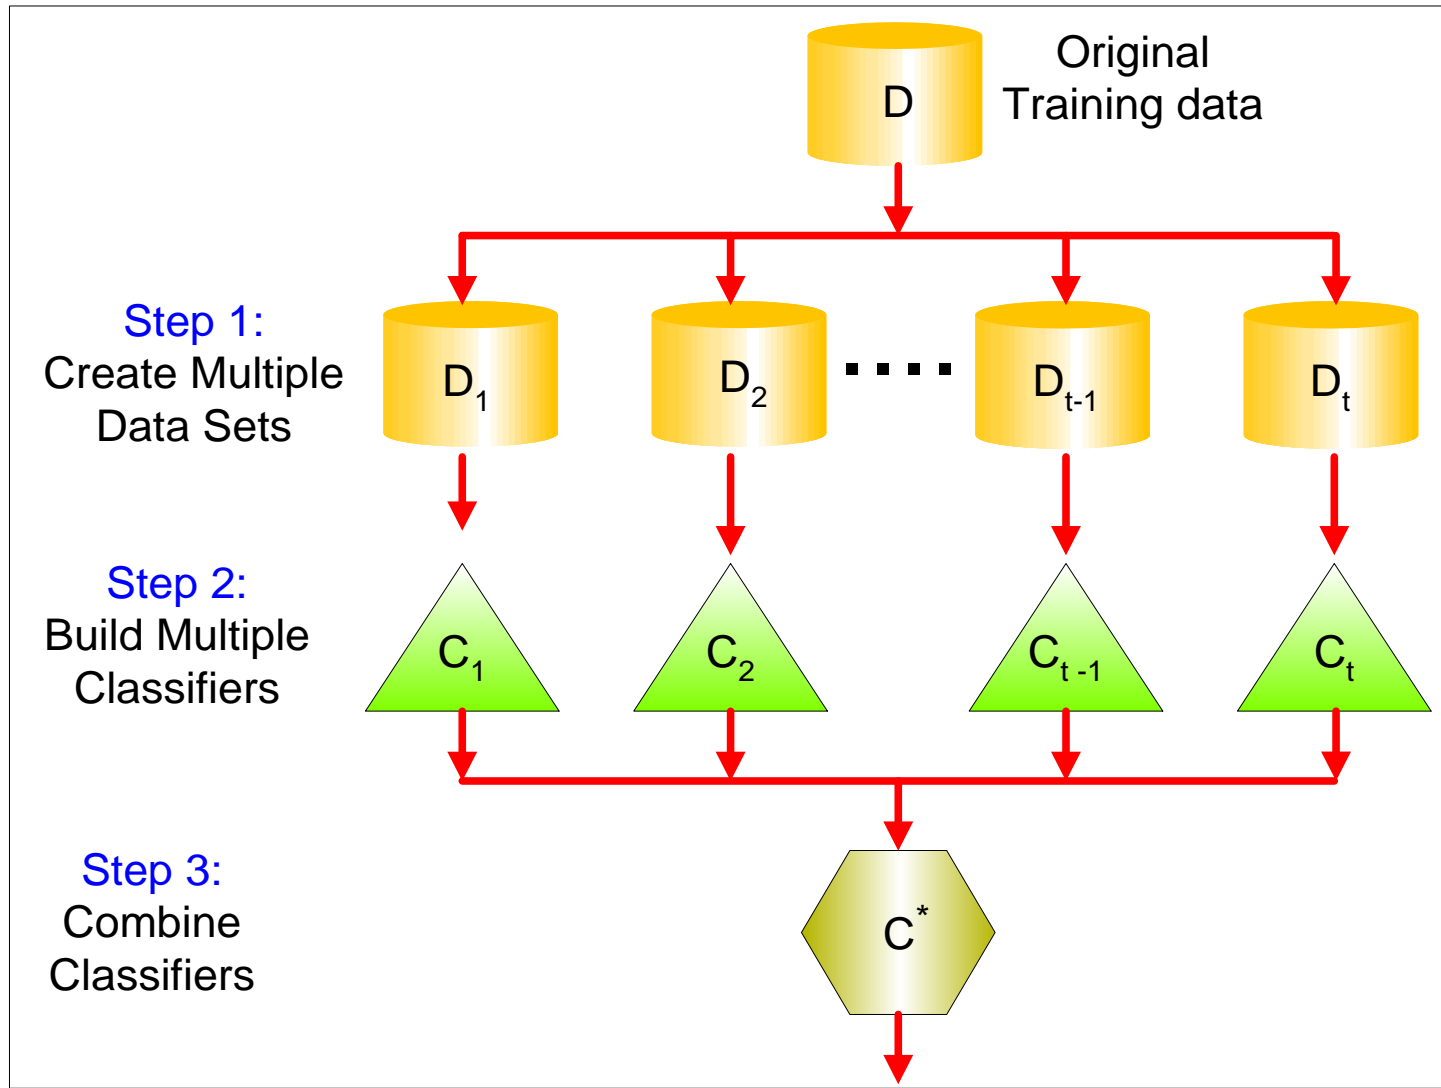 D
Original
Training data
Step 1:
Create Multiple
Data Sets
D₁
D₂
Dₜ₋₁
Dₜ
Step 2:
Build Multiple
Classifiers
C₁
C₂
Cₜ ₋₁
Cₜ
Step 3:
Combine
Classifiers
C*